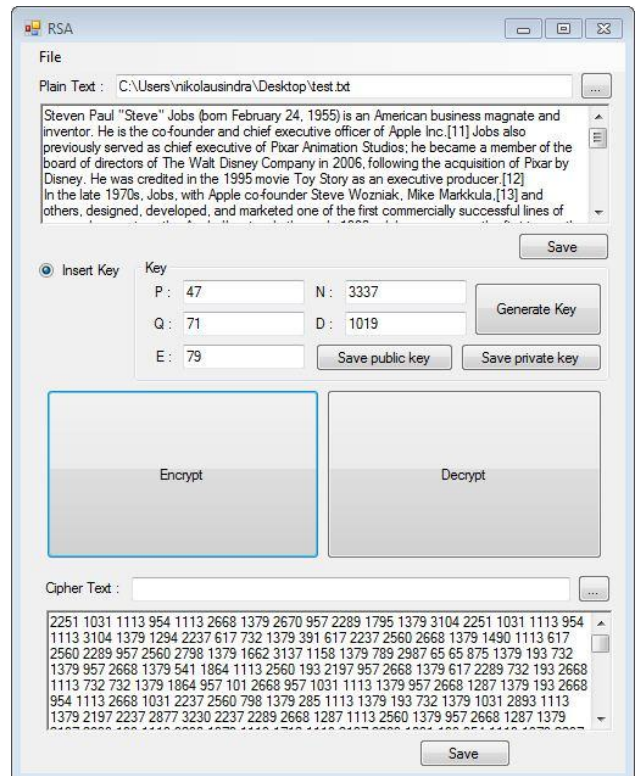 RSA
File
Plain Text : C:\Users\nikolausindra\Desktop\test.txt ...
Steven Paul "Steve" Jobs (born February 24, 1955) is an American business magnate and
inventor. He is the co-founder and chief executive officer of Apple Inc.[11] Jobs also
previously served as chief executive of Pixar Animation Studios; he became a member of the
board of directors of The Walt Disney Company in 2006, following the acquisition of Pixar by
Disney. He was credited in the 1995 movie Toy Story as an executive producer.[12]
In the late 1970s, Jobs, with Apple co-founder Steve Wozniak, Mike Markkula,[13] and
others, designed, developed, and marketed one of the first commercially successful lines of
Save
Insert Key Key
P : 47 N : 3337
Generate Key
Q : 71 D : 1019
E : 79 Save public key Save private key
Encrypt Decrypt
Cipher Text : ...
2251 1031 1113 954 1113 2668 1379 2670 957 2289 1795 1379 3104 2251 1031 1113 954
1113 3104 1379 1294 2237 617 732 1379 391 617 2237 2560 2668 1379 1490 1113 617
2560 2289 957 2560 2798 1379 1662 3137 1158 1379 789 2987 65 65 875 1379 193 732
1379 957 2668 1379 541 1864 1113 2560 193 2197 957 2668 1379 617 2289 732 193 2668
1113 732 732 1379 1864 957 101 2668 957 1031 1113 1379 957 2668 1287 1379 193 2668
954 1113 2668 1031 2237 2560 798 1379 285 1113 1379 193 732 1379 1031 2893 1113
1379 2197 2237 2877 3230 2237 2289 2668 1287 1113 2560 1379 957 2668 1287 1379
Save